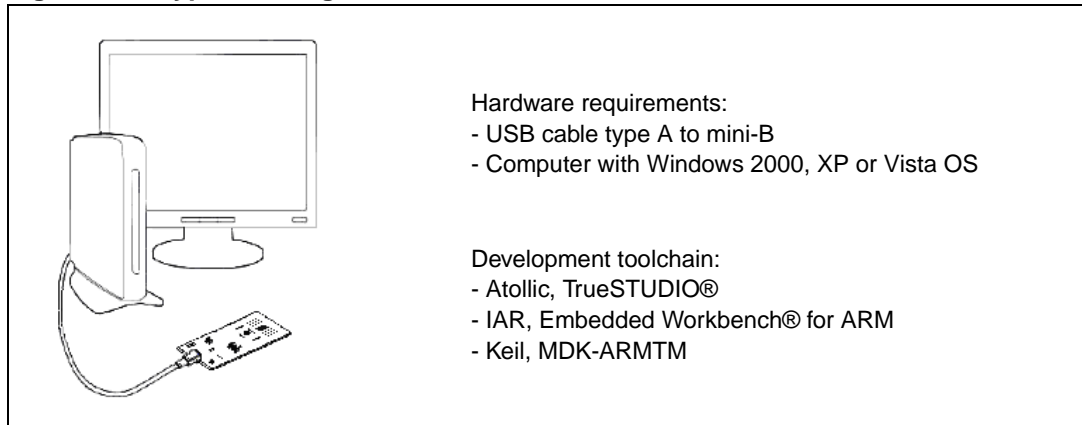 Hardware requirements:
- USB cable type A to mini-B
- Computer with Windows 2000, XP or Vista OS
Development toolchain:
- Atollic, TrueSTUDIO®
- IAR, Embedded Workbench® for ARM
- Keil, MDK-ARMTM